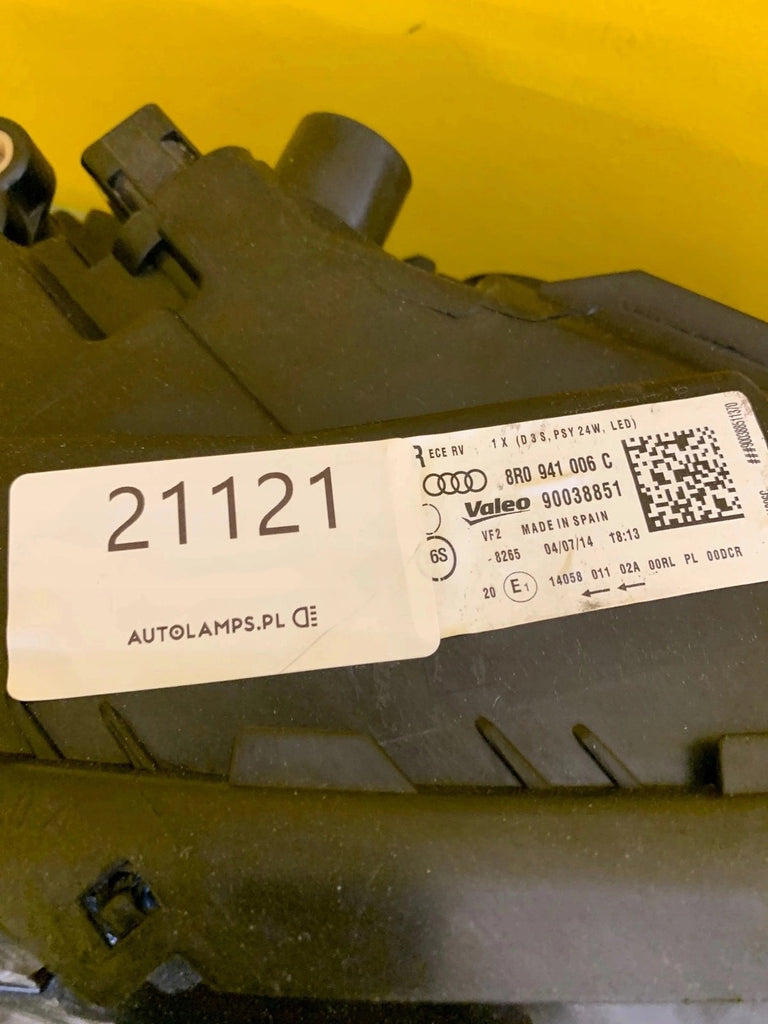 21121
AUTOLAMPS.PL
R ECE RV 1 X (D3S, PSY 24W, LED)
8R0 941 006 C
Valeo 90038851
VF2 MADE IN SPAIN
6S -8265 04/07/14 18:13
20 E1 14058 011 02A 00RL PL 00DCR